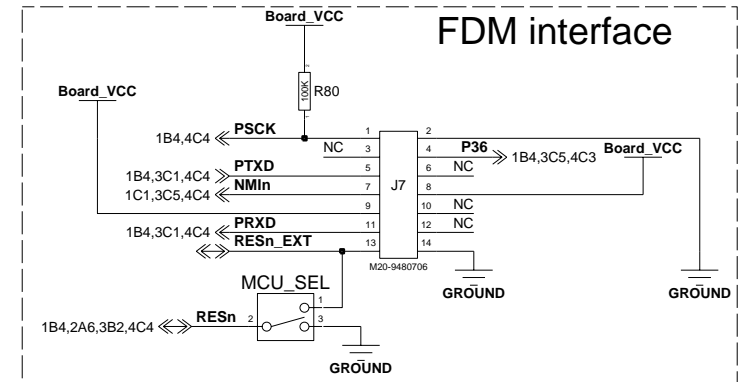 FDM interface
Board_VCC
100K
R80
2
1
Board_VCC
1B4,4C4
PSCK
1
2
NC
3
4
P36
1B4,3C5,4C3
Board_VCC
1B4,3C1,4C4
PTXD
5
6
NC
J7
1C1,3C5,4C4
NMIn
7
8
9
10
NC
1B4,3C1,4C4
PRXD
11
12
NC
RESn_EXT
13
14
M20-9480706
MCU_SEL
1
1B4,2A6,3B2,4C4
RESn
2
3
GROUND
GROUND
GROUND